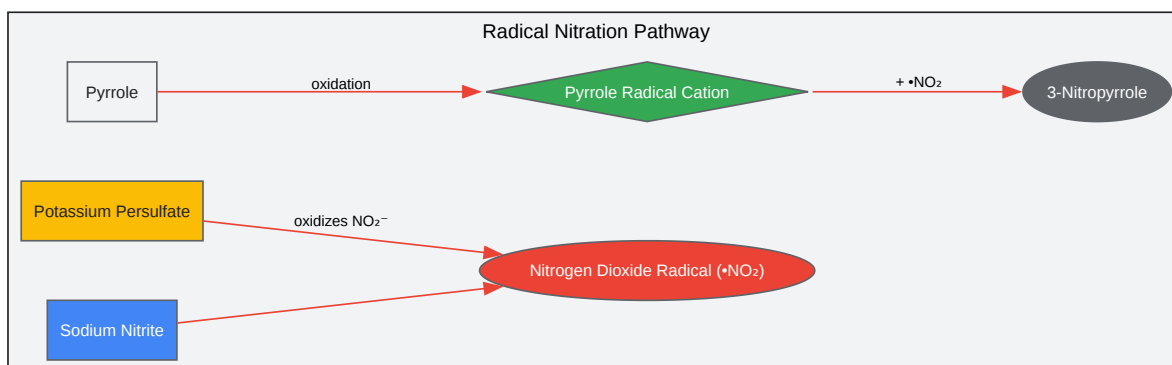 Radical Nitration Pathway
Pyrrole
oxidation
Pyrrole Radical Cation
+ •NO₂
3-Nitropyrrole
Potassium Persulfate
oxidizes NO₂⁻
Nitrogen Dioxide Radical (•NO₂)
Sodium Nitrite